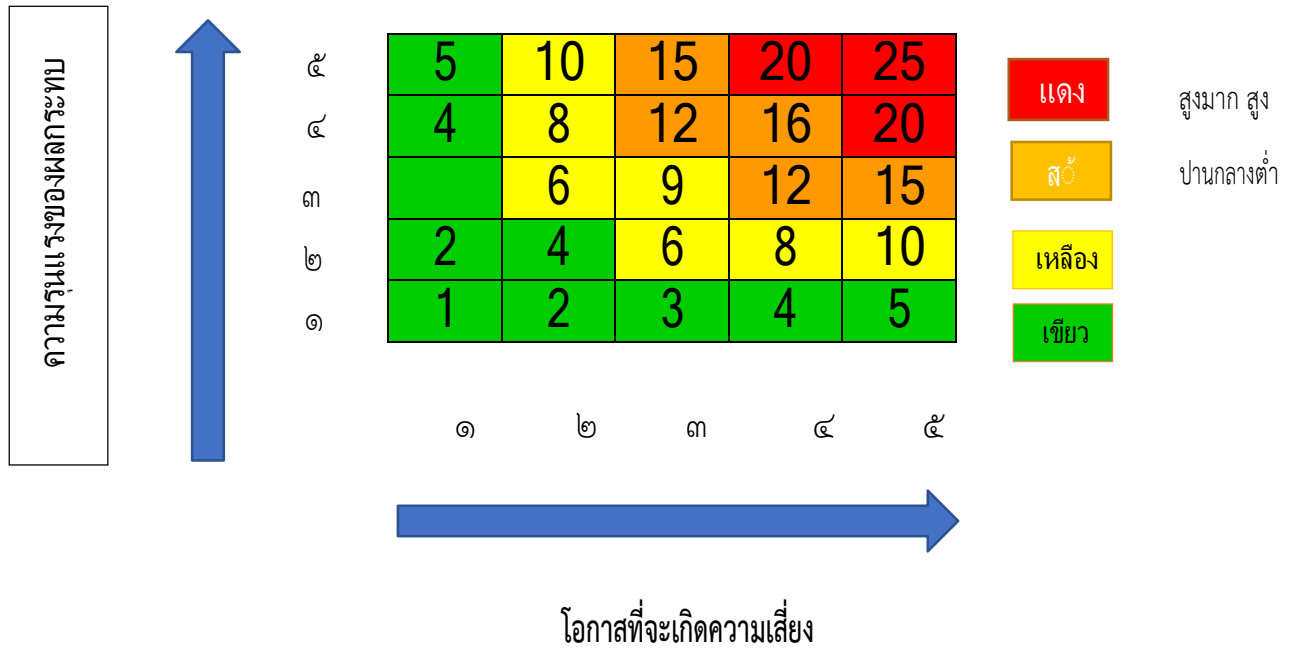 ความรุนแรงของผลกระทบ
๕ 5 10 15 20 25
๔ 4 8 12 16 20
๓ 6 9 12 15
๒ 2 4 6 8 10
๑ 1 2 3 4 5
๑ ๒ ๓ ๔ ๕
โอกาสที่จะเกิดความเสี่ยง
แดง
สูงมาก สูง
ส้
ปานกลางต่ำ
เหลือง
เขียว